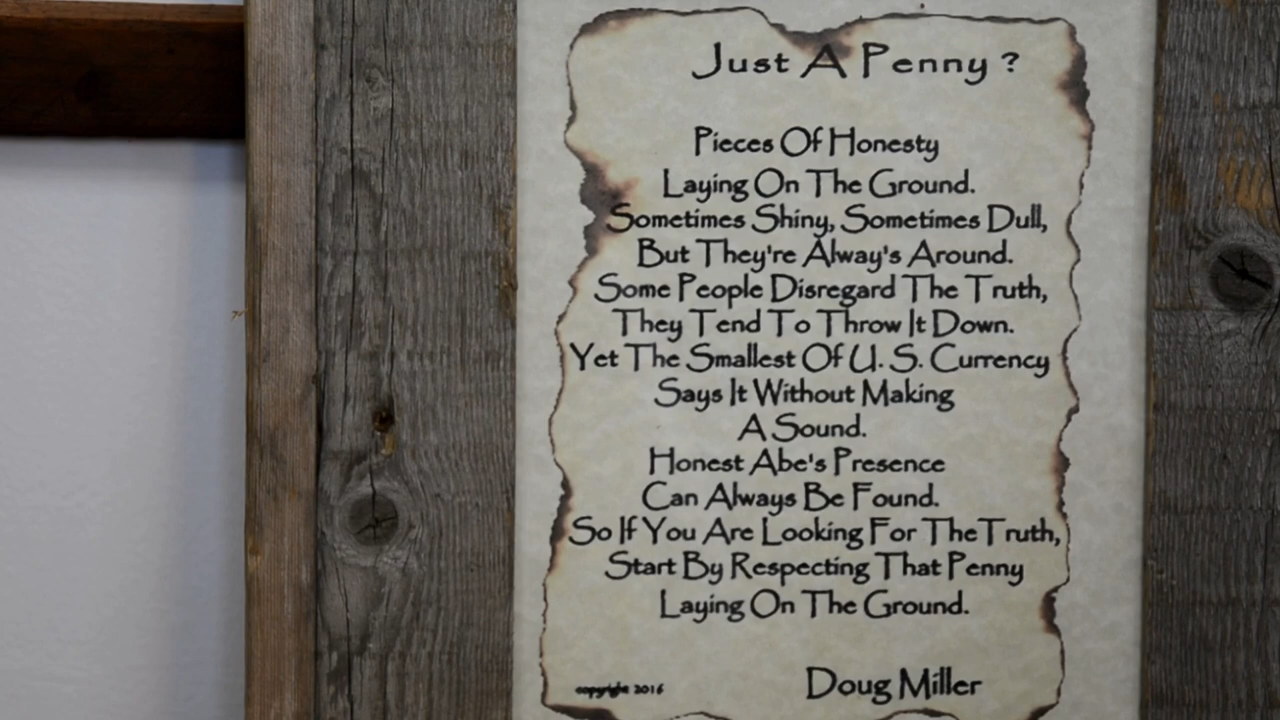 Just A Penny ?
Pieces Of Honesty
Laying On The Ground.
Sometimes Shiny, Sometimes Dull,
But They're Alway's Around.
Some People Disregard The Truth,
They Tend To Throw It Down.
Yet The Smallest Of U. S. Currency
Says It Without Making
A Sound.
Honest Abe's Presence
Can Always Be Found.
So If You Are Looking For The Truth,
Start By Respecting That Penny
Laying On The Ground.
Doug Miller
copyright 2016